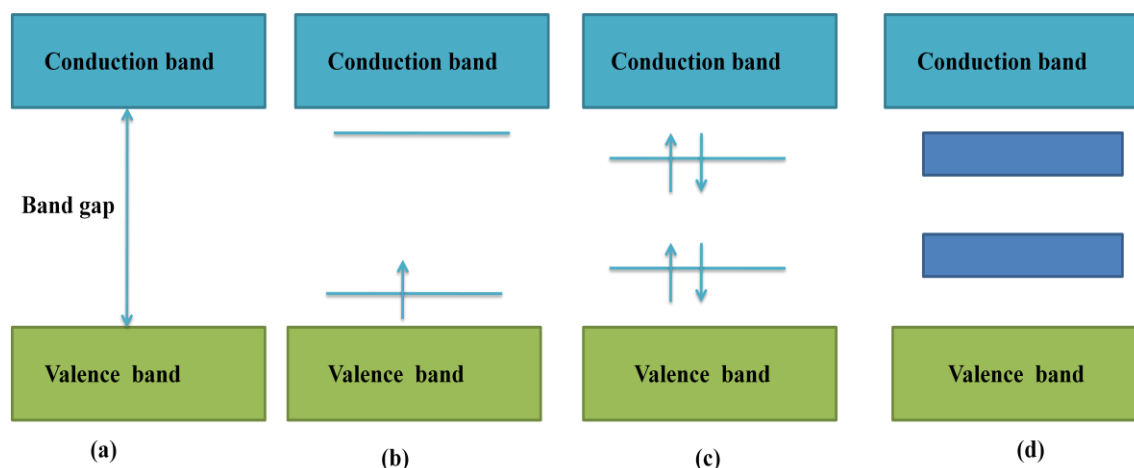 Conduction band
Conduction band
Conduction band
Conduction band
Band gap
Valence band
Valence band
Valence band
Valence band
(a)
(b)
(c)
(d)